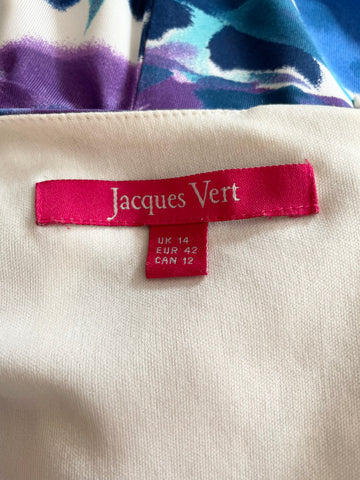 Jacques Vert
UK 14
EUR 42
CAN 12